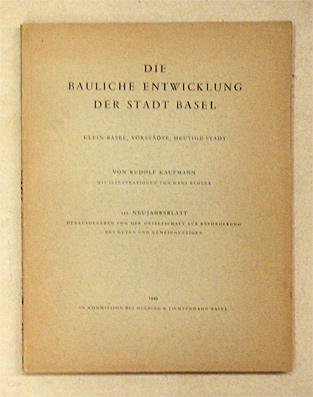 DIE
BAULICHE ENTWICKLUNG
DER STADT BASEL
KLEIN-BASEL, VORSTÄDTE, HEUTIGE STADT
VON RUDOLF KAUFMANN
MIT ILLUSTRATIONEN VON HANS
NEUJAHRSBLATT
HERAUSGEGEBEN VON DER GESELLSCHAFT ZUR BEFÖRDERUNG
DES GUTEN UND GEMEINNÜTZIGEN
1949
IN KOMMISSION BEI HELBING & LICHTENHAHN BASEL